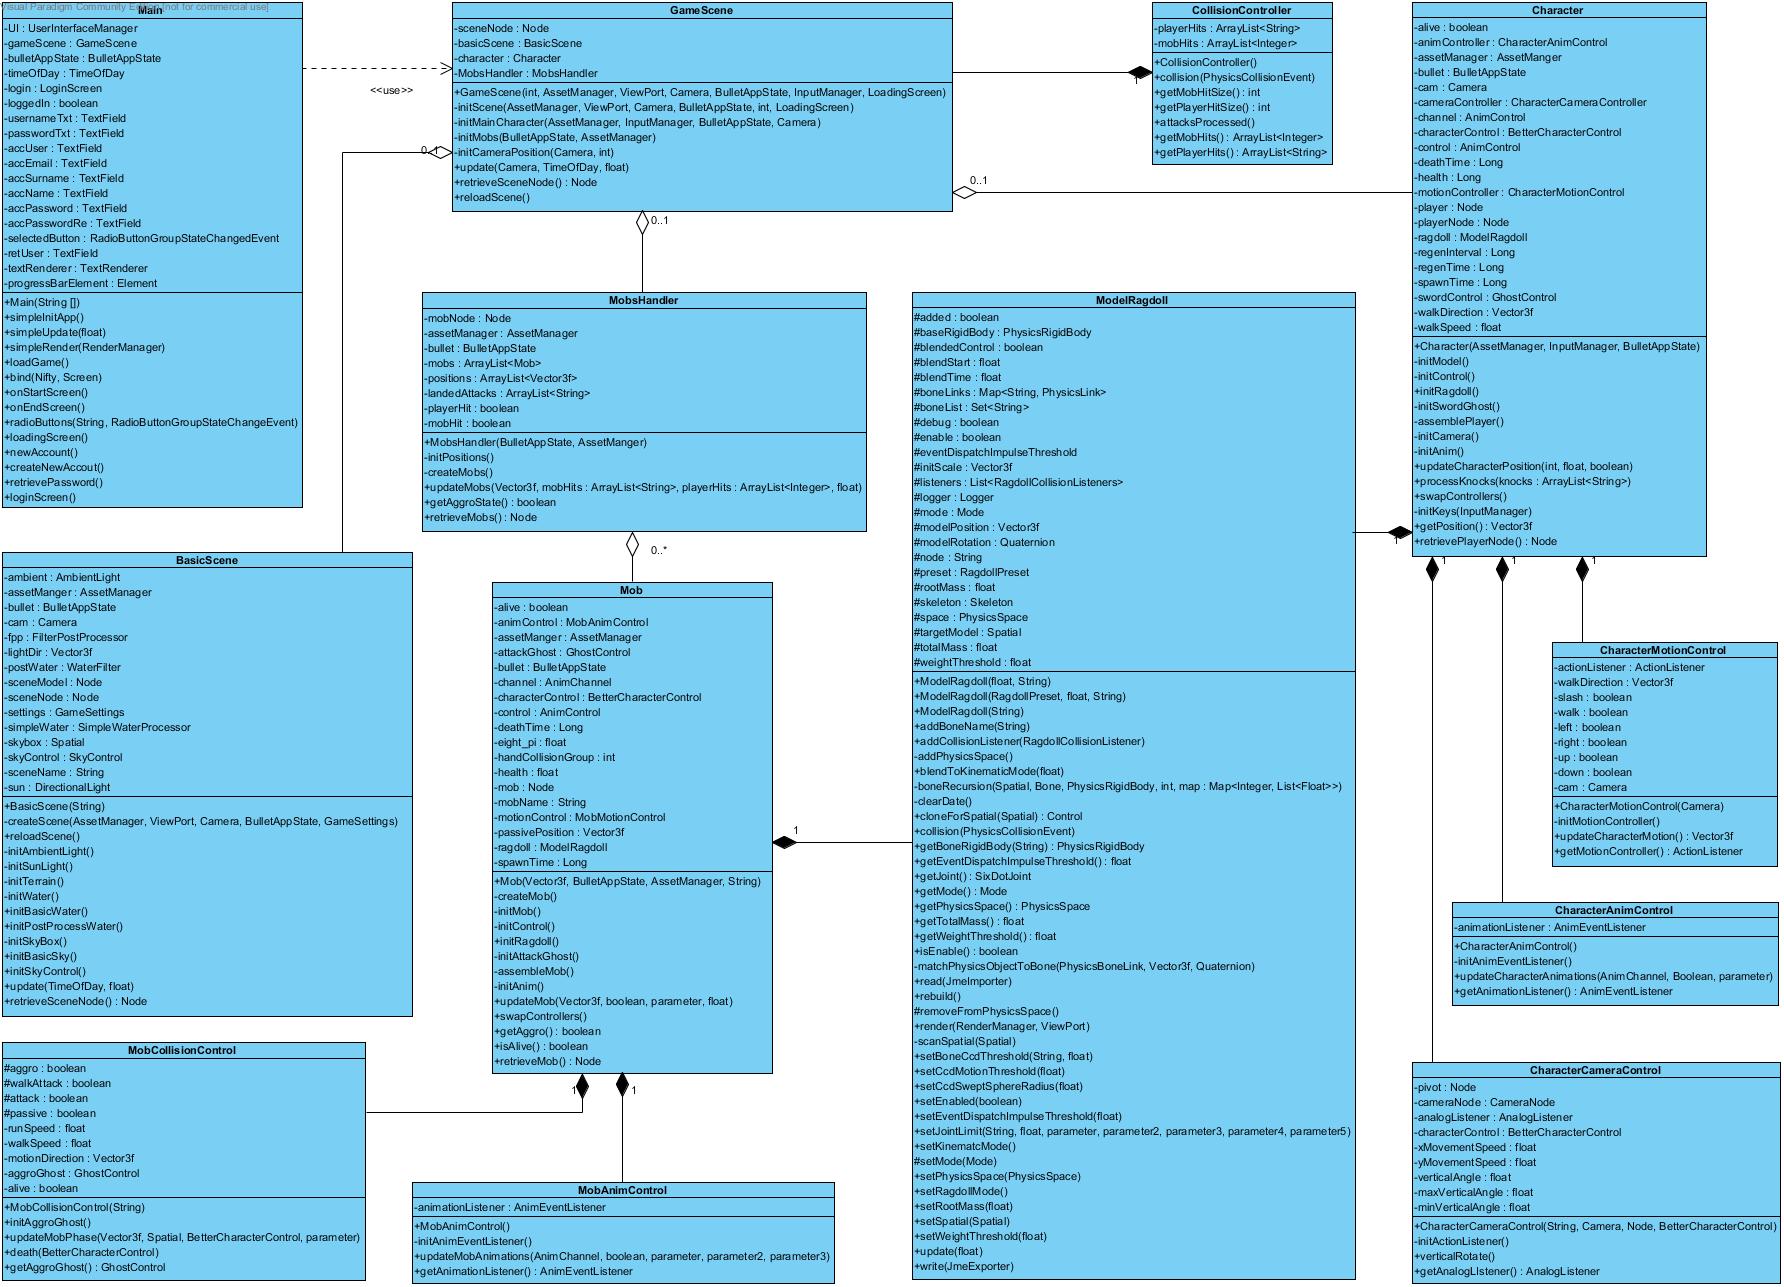 Visual Paradigm Community Edition [not for commercial use]
Main
-UI : UserInterfaceManager
-gameScene : GameScene
-bulletAppState : BulletAppState
-timeOfDay : TimeOfDay
-login : LoginScreen
-loggedIn : boolean
-usernameTxt : TextField
-passwordTxt : TextField
-accUser : TextField
-accEmail : TextField
-accSurname : TextField
-accName : TextField
-accPassword : TextField
-accPasswordRe : TextField
-selectedButton : RadioButtonGroupStateChangedEvent
-retUser : TextField
-textRenderer : TextRenderer
-progressBarElement : Element
+Main(String [])
+simpleInitApp()
+simpleUpdate(float)
+simpleRender(RenderManager)
+loadGame()
+bind(Nifty, Screen)
+onStartScreen()
+onEndScreen()
+radioButtons(String, RadioButtonGroupStateChangeEvent)
+loadingScreen()
+newAccount()
+createNewAccout()
+retrievePassword()
+loginScreen()
<<use>>
GameScene
-sceneNode : Node
-basicScene : BasicScene
-character : Character
-MobsHandler : MobsHandler
+GameScene(int, AssetManager, ViewPort, Camera, BulletAppState, InputManager, LoadingScreen)
-initScene(AssetManager, ViewPort, Camera, BulletAppState, int, LoadingScreen)
-initMainCharacter(AssetManager, InputManager, BulletAppState, Camera)
-initMobs(BulletAppState, AssetManager)
-initCameraPosition(Camera, int)
+update(Camera, TimeOfDay, float)
+retrieveSceneNode() : Node
+reloadScene()
0..1
0..1
0..1
1
CollisionController
-playerHits : ArrayList<String>
-mobHits : ArrayList<Integer>
+CollisionController()
+collision(PhysicsCollisionEvent)
+getMobHitSize() : int
+getPlayerHitSize() : int
+attacksProcessed()
+getMobHits() : ArrayList<Integer>
+getPlayerHits() : ArrayList<String>
Character
-alive : boolean
-animController : CharacterAnimControl
-assetManager : AssetManger
-bullet : BulletAppState
-cam : Camera
-cameraController : CharacterCameraController
-channel : AnimControl
-characterControl : BetterCharacterControl
-control : AnimControl
-deathTime : Long
-health : Long
-motionController : CharacterMotionControl
-player : Node
-playerNode : Node
-ragdoll : ModelRagdoll
-regenInterval : Long
-regenTime : Long
-spawnTime : Long
-swordControl : GhostControl
-walkDirection : Vector3f
-walkSpeed : float
+Character(AssetManager, InputManager, BulletAppState)
-initModel()
-initControl()
+initRagdoll()
-initSwordGhost()
-assemblePlayer()
-initCamera()
-initAnim()
+updateCharacterPosition(int, float, boolean)
+processKnocks(knocks : ArrayList<String>)
+swapControllers()
-initKeys(InputManager)
+getPosition() : Vector3f
+retrievePlayerNode() : Node
1
1
1
1
MobsHandler
-mobNode : Node
-assetManager : AssetManager
-bullet : BulletAppState
-mobs : ArrayList<Mob>
-positions : ArrayList<Vector3f>
-landedAttacks : ArrayList<String>
-playerHit : boolean
-mobHit : boolean
+MobsHandler(BulletAppState, AssetManger)
-initPositions()
-createMobs()
+updateMobs(Vector3f, mobHits : ArrayList<String>, playerHits : ArrayList<Integer>, float)
+getAggroState() : boolean
+retrieveMobs() : Node
0..*
ModelRagdoll
#added : boolean
#baseRigidBody : PhysicsRigidBody
#blendedControl : boolean
#blendStart : float
#blendTime : float
#boneLinks : Map<String, PhysicsLink>
#boneList : Set<String>
#debug : boolean
#enable : boolean
#eventDispatchImpulseThreshold
#initScale : Vector3f
#listeners : List<RagdollCollisionListeners>
#logger : Logger
#mode : Mode
#modelPosition : Vector3f
#modelRotation : Quaternion
#node : String
#preset : RagdollPreset
#rootMass : float
#skeleton : Skeleton
#space : PhysicsSpace
#targetModel : Spatial
#totalMass : float
#weightThreshold : float
+ModelRagdoll(float, String)
+ModelRagdoll(RagdollPreset, float, String)
+ModelRagdoll(String)
+addBoneName(String)
+addCollisionListener(RagdollCollisionListener)
-addPhysicsSpace()
+blendToKinematicMode(float)
-boneRecursion(Spatial, Bone, PhysicsRigidBody, int, map : Map<Integer, List<Float>>)
-clearDate()
+cloneForSpatial(Spatial) : Control
+collision(PhysicsCollisionEvent)
+getBoneRigidBody(String) : PhysicsRigidBody
+getEventDispatchImpulseThreshold() : float
+getJoint() : SixDotJoint
+getMode() : Mode
+getPhysicsSpace() : PhysicsSpace
+getTotalMass() : float
+getWeightThreshold() : float
+isEnable() : boolean
-matchPhysicsObjectToBone(PhysicsBoneLink, Vector3f, Quaternion)
+read(JmeImporter)
+rebuild()
#removeFromPhysicsSpace()
+render(RenderManager, ViewPort)
-scanSpatial(Spatial)
+setBoneCcdThreshold(String, float)
+setCcdMotionThreshold(float)
+setCcdSweptSphereRadius(float)
+setEnabled(boolean)
+setEventDispatchImpulseThreshold(float)
+setJointLimit(String, float, parameter, parameter2, parameter3, parameter4, parameter5)
+setKinematcMode()
#setMode(Mode)
+setPhysicsSpace(PhysicsSpace)
+setRagdollMode()
+setRootMass(float)
+setSpatial(Spatial)
+setWeightThreshold(float)
+update(float)
+write(JmeExporter)
BasicScene
-ambient : AmbientLight
-assetManger : AssetManager
-bullet : BulletAppState
-cam : Camera
-fpp : FilterPostProcessor
-lightDir : Vector3f
-postWater : WaterFilter
-sceneModel : Node
-sceneNode : Node
-settings : GameSettings
-simpleWater : SimpleWaterProcessor
-skybox : Spatial
-skyControl : SkyControl
-sceneName : String
-sun : DirectionalLight
+BasicScene(String)
-createScene(AssetManager, ViewPort, Camera, BulletAppState, GameSettings)
+reloadScene()
-initAmbientLight()
-initSunLight()
-initTerrain()
-initWater()
+initBasicWater()
+initPostProcessWater()
-initSkyBox()
+initBasicSky()
+initSkyControl()
+update(TimeOfDay, float)
+retrieveSceneNode() : Node
Mob
-alive : boolean
-animControl : MobAnimControl
-assetManger : AssetManager
-attackGhost : GhostControl
-bullet : BulletAppState
-channel : AnimChannel
-characterControl : BetterCharacterControl
-control : AnimControl
-deathTime : Long
-eight_pi : float
-handCollisionGroup : int
-health : float
-mob : Node
-mobName : String
-motionControl : MobMotionControl
-passivePosition : Vector3f
-ragdoll : ModelRagdoll
-spawnTime : Long
+Mob(Vector3f, BulletAppState, AssetManager, String)
-createMob()
-initMob()
-initControl()
+initRagdoll()
-initAttackGhost()
-assembleMob()
-initAnim()
+updateMob(Vector3f, boolean, parameter, float)
+swapControllers()
+getAggro() : boolean
+isAlive() : boolean
+retrieveMob() : Node
1
1
1
CharacterMotionControl
-actionListener : ActionListener
-walkDirection : Vector3f
-slash : boolean
-walk : boolean
-left : boolean
-right : boolean
-up : boolean
-down : boolean
-cam : Camera
+CharacterMotionControl(Camera)
-initMotionController()
+updateCharacterMotion() : Vector3f
+getMotionController() : ActionListener
CharacterAnimControl
-animationListener : AnimEventListener
+CharacterAnimControl()
-initAnimEventListener()
+updateCharacterAnimations(AnimChannel, Boolean, parameter)
+getAnimationListener() : AnimEventListener
MobCollisionControl
#aggro : boolean
#walkAttack : boolean
#attack : boolean
#passive : boolean
-runSpeed : float
-walkSpeed : float
-motionDirection : Vector3f
-aggroGhost : GhostControl
-alive : boolean
+MobCollisionControl(String)
+initAggroGhost()
+updateMobPhase(Vector3f, Spatial, BetterCharacterControl, parameter)
+death(BetterCharacterControl)
+getAggroGhost() : GhostControl
MobAnimControl
-animationListener : AnimEventListener
+MobAnimControl()
-initAnimEventListener()
+updateMobAnimations(AnimChannel, boolean, parameter, parameter2, parameter3)
+getAnimationListener() : AnimEventListener
CharacterCameraControl
-pivot : Node
-cameraNode : CameraNode
-analogListener : AnalogListener
-characterControl : BetterCharacterControl
-xMovementSpeed : float
-yMovementSpeed : float
-verticalAngle : float
-maxVerticalAngle : float
-minVerticalAngle : float
+CharacterCameraControl(String, Camera, Node, BetterCharacterControl)
-initActionListener()
+verticalRotate()
+getAnalogLIstener() : AnalogListener